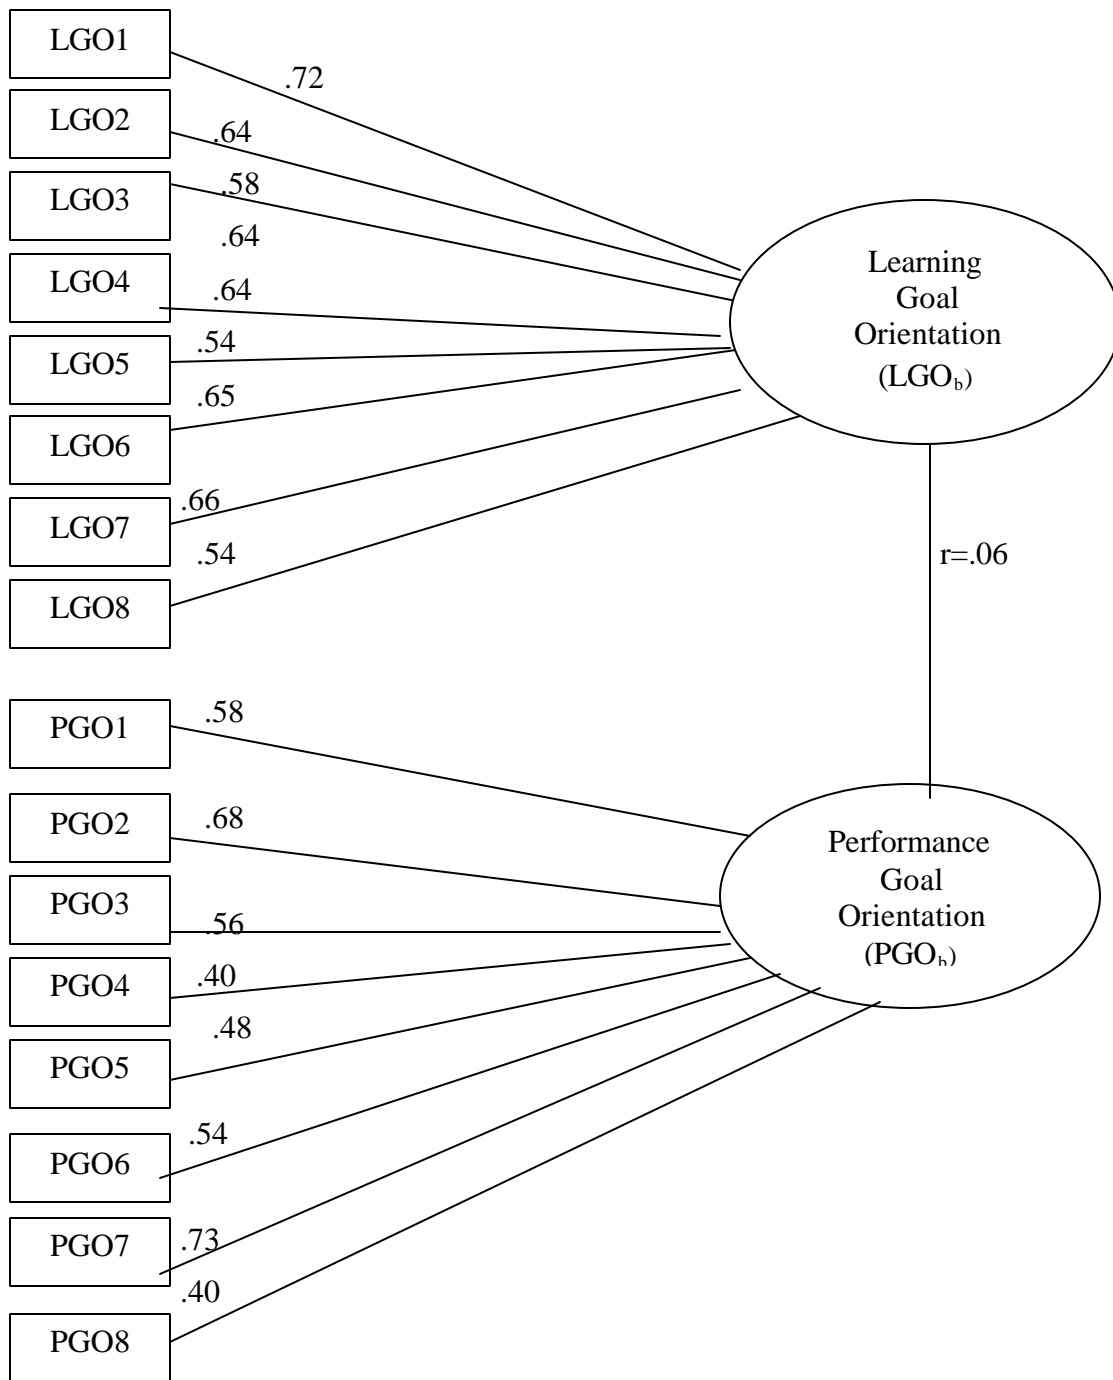 LGO1
.72
LGO2
.64
LGO3
.58
.64
LGO4
.64
LGO5
.54
LGO6
.65
LGO7
.66
LGO8
.54
Learning
Goal
Orientation
(LGOb)
r=.06
PGO1
.58
PGO2
.68
PGO3
.56
PGO4
.40
PGO5
.48
PGO6
.54
PGO7
.73
PGO8
.40
Performance
Goal
Orientation
(PGOb)